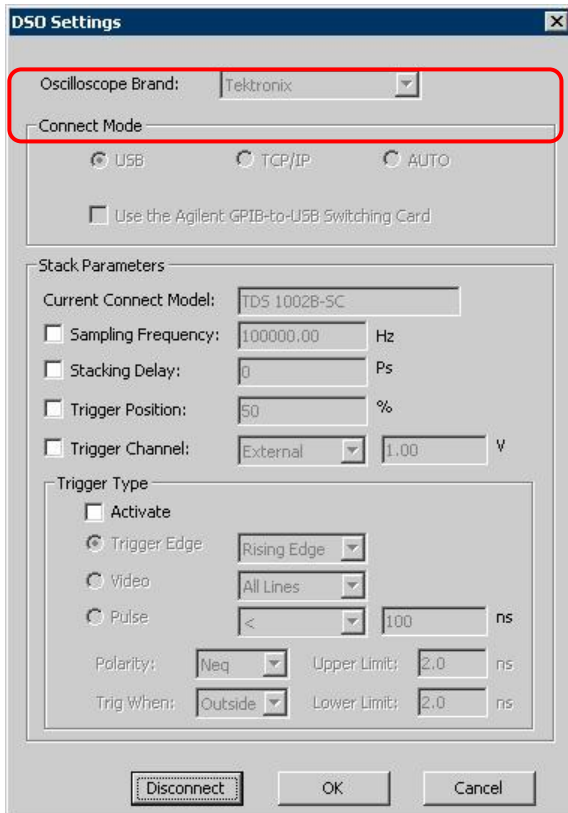 DSO Settings
Oscilloscope Brand: Tektronix
Connect Mode
USB TCP/IP AUTO
Use the Agilent GPIB-to-USB Switching Card
Stack Parameters
Current Connect Model: TDS 1002B-SC
Sampling Frequency: 100000.00 Hz
Stacking Delay: 0 Ps
Trigger Position: 50 %
Trigger Channel: External 1.00 V
Trigger Type
Activate
Trigger Edge Rising Edge
Video All Lines
Pulse < 100 ns
Polarity: Neq Upper Limit: 2.0 ns
Trig When: Outside Lower Limit: 2.0 ns
Disconnect OK Cancel